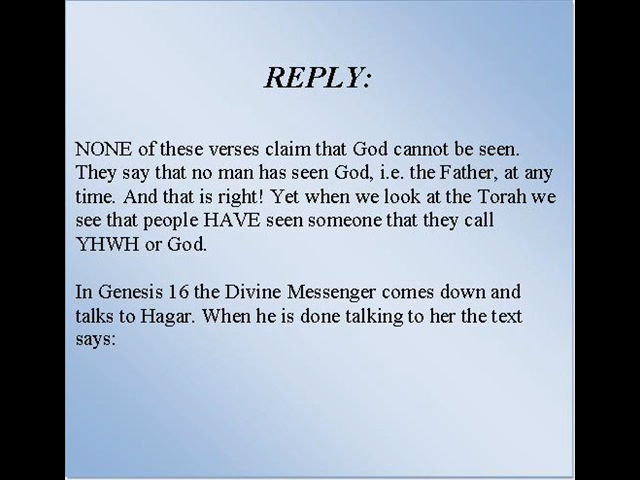 REPLY:
NONE of these verses claim that God cannot be seen.
They say that no man has seen God, i.e. the Father, at any
time. And that is right! Yet when we look at the Torah we
see that people HAVE seen someone that they call
YHWH or God.
In Genesis 16 the Divine Messenger comes down and
talks to Hagar. When he is done talking to her the text
says: